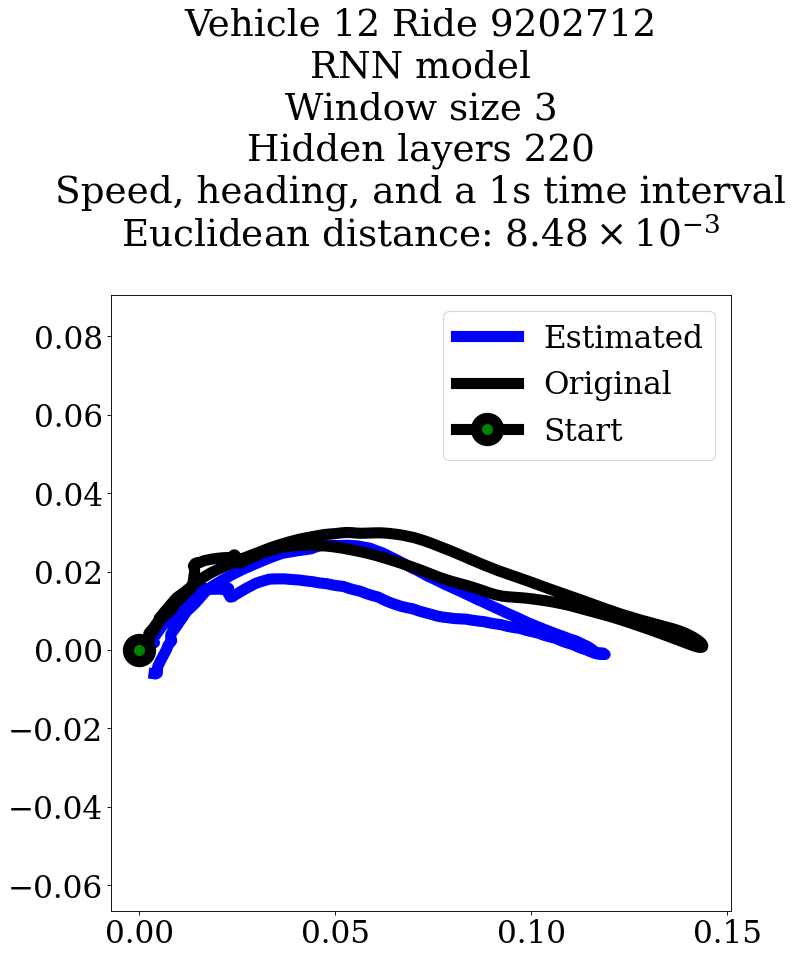 Vehicle 12 Ride 9202712
RNN model
Window size 3
Hidden layers 220
Speed, heading, and a 1s time interval
Euclidean distance: 8.48 × 10⁻³
Estimated
Original
Start
0.08
0.06
0.04
0.02
0.00
−0.02
−0.04
−0.06
0.00 0.05 0.10 0.15